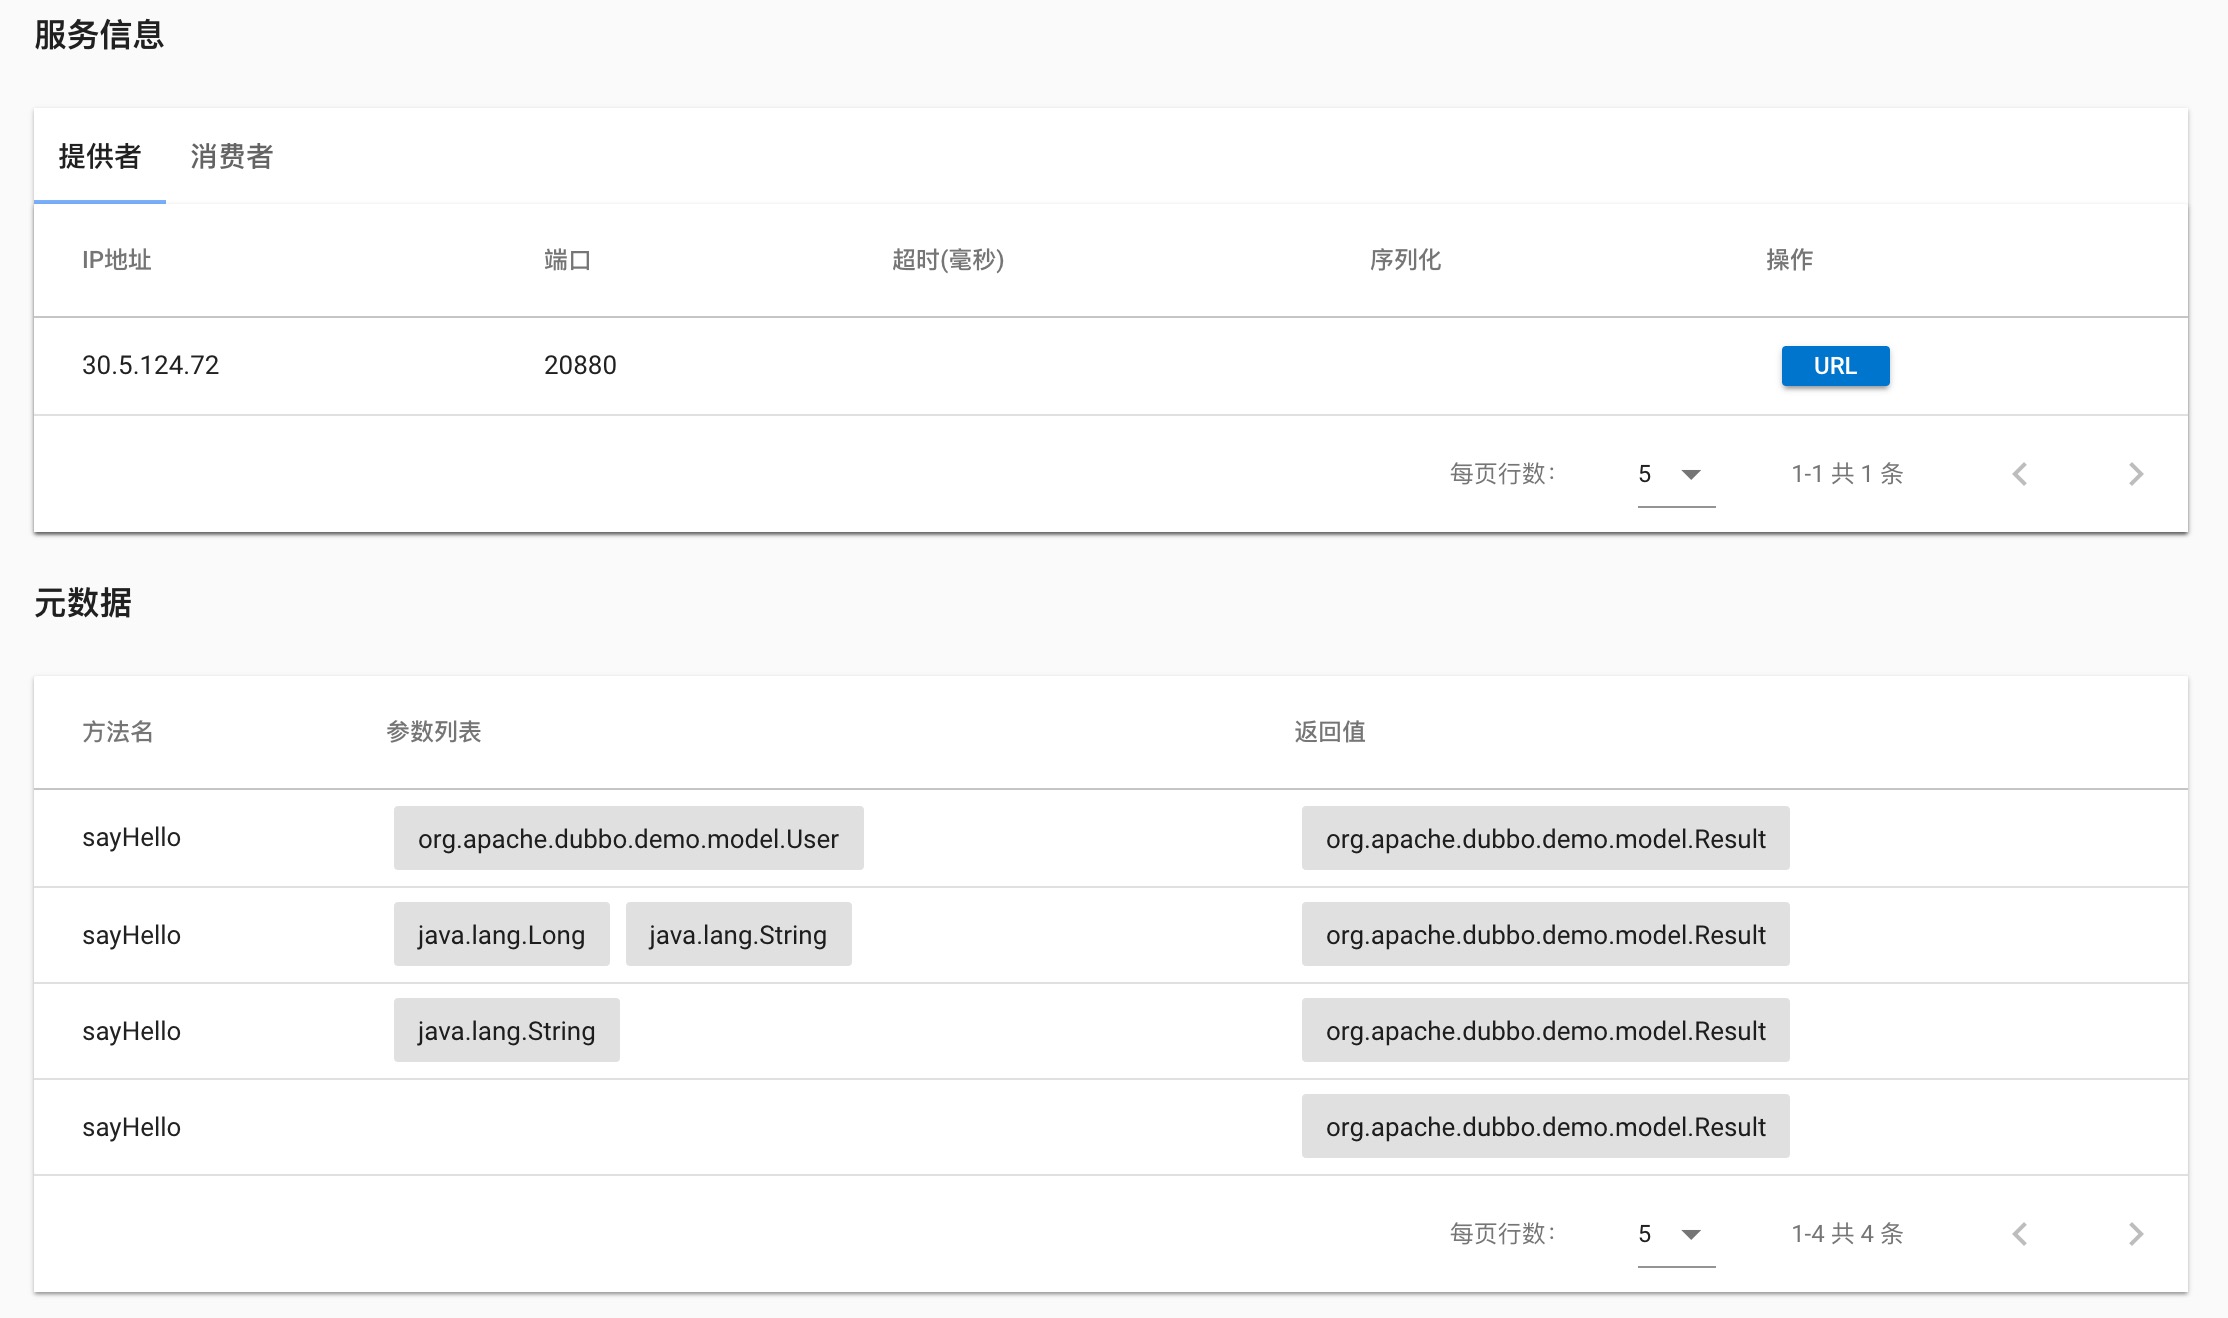 服务信息
提供者 消费者
IP地址 端口 超时(毫秒) 序列化 操作
30.5.124.72 20880 URL
每页行数: 5 1-1 共 1 条
元数据
方法名 参数列表 返回值
sayHello org.apache.dubbo.demo.model.User org.apache.dubbo.demo.model.Result
sayHello java.lang.Long java.lang.String org.apache.dubbo.demo.model.Result
sayHello java.lang.String org.apache.dubbo.demo.model.Result
sayHello org.apache.dubbo.demo.model.Result
每页行数: 5 1-4 共 4 条